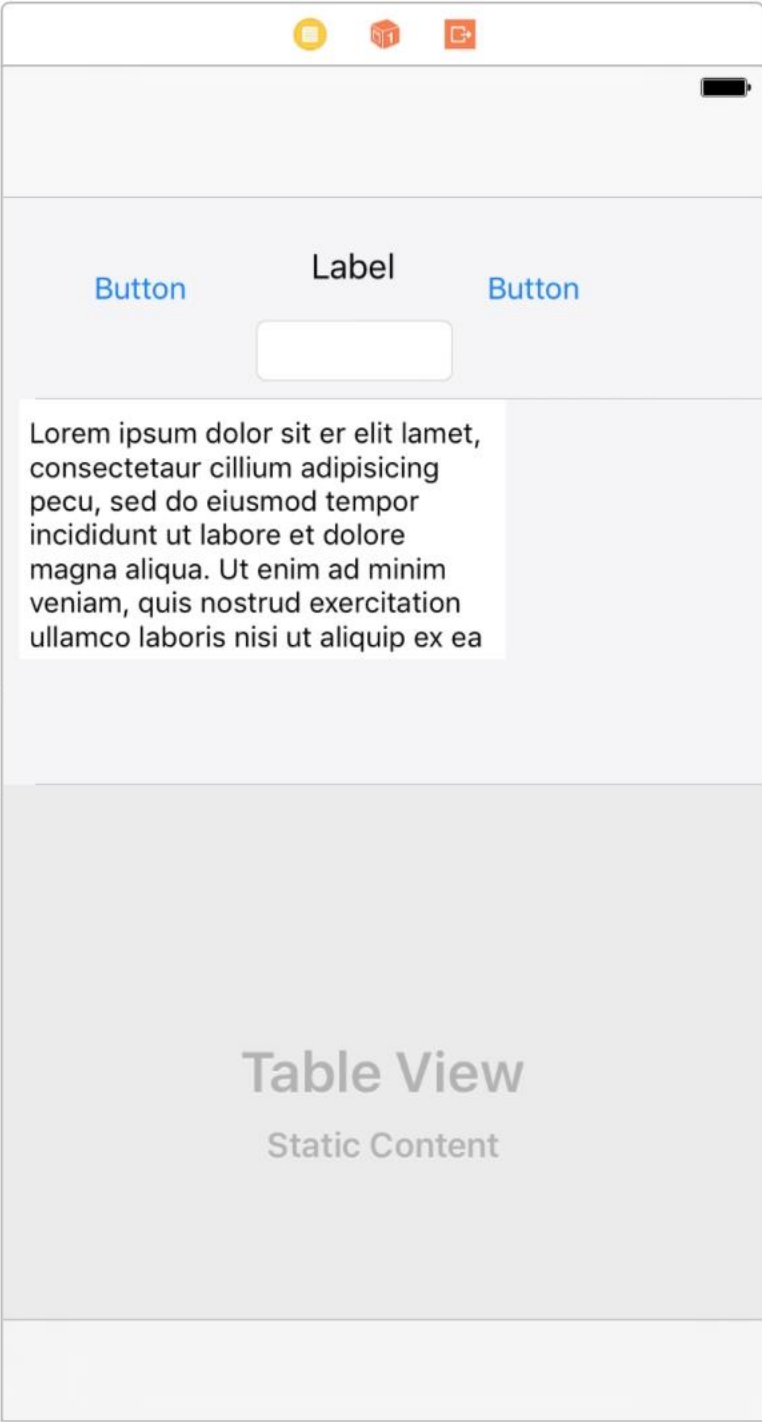 Label
Button
Button
Lorem ipsum dolor sit er elit lamet,
consectetaur cillium adipisicing
pecu, sed do eiusmod tempor
incididunt ut labore et dolore
magna aliqua. Ut enim ad minim
veniam, quis nostrud exercitation
ullamco laboris nisi ut aliquip ex ea
Table View
Static Content